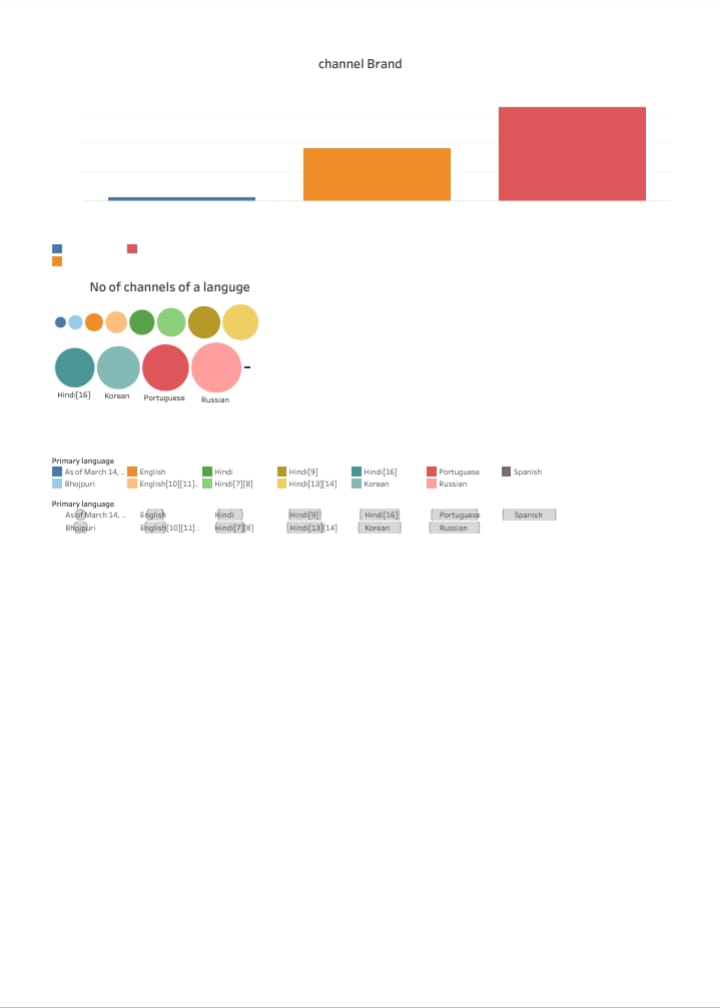 channel Brand
No of channels of a languge
Hindi[16] Korean Portuguese Russian
Primary language
As of March 14, .. English Hindi Hindi[9] Hindi[16] Portuguese Spanish
Bhojpuri English[10][11].. Hindi[7][8] Hindi[13][14] Korean Russian
Primary language
As of March 14, .. English Hindi Hindi[9] Hindi[16] Portuguese Spanish
Bhojpuri English[10][11].. Hindi[7][8] Hindi[13][14] Korean Russian